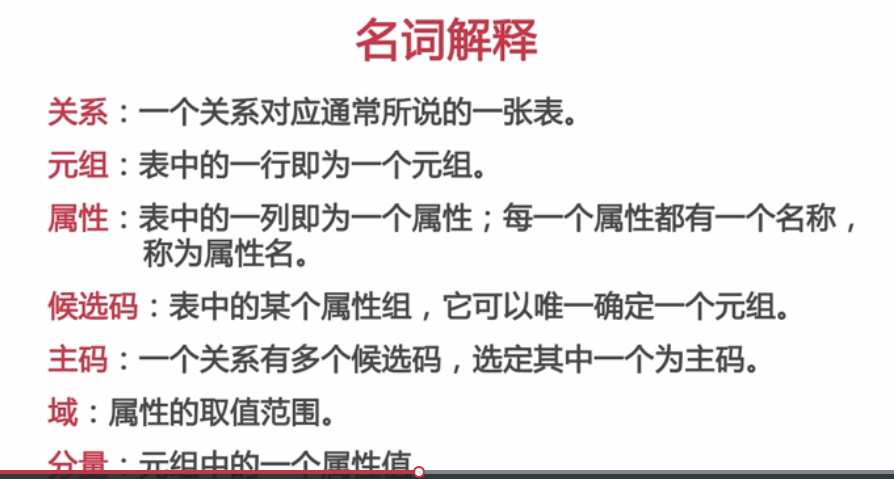 名词解释
关系：一个关系对应通常所说的一张表。
元组：表中的一行即为一个元组。
属性：表中的一列即为一个属性；每一个属性都有一个名称，
称为属性名。
候选码：表中的某个属性组，它可以唯一确定一个元组。
主码：一个关系有多个候选码，选定其中一个为主码。
域：属性的取值范围。
分量：元组中的一个属性值